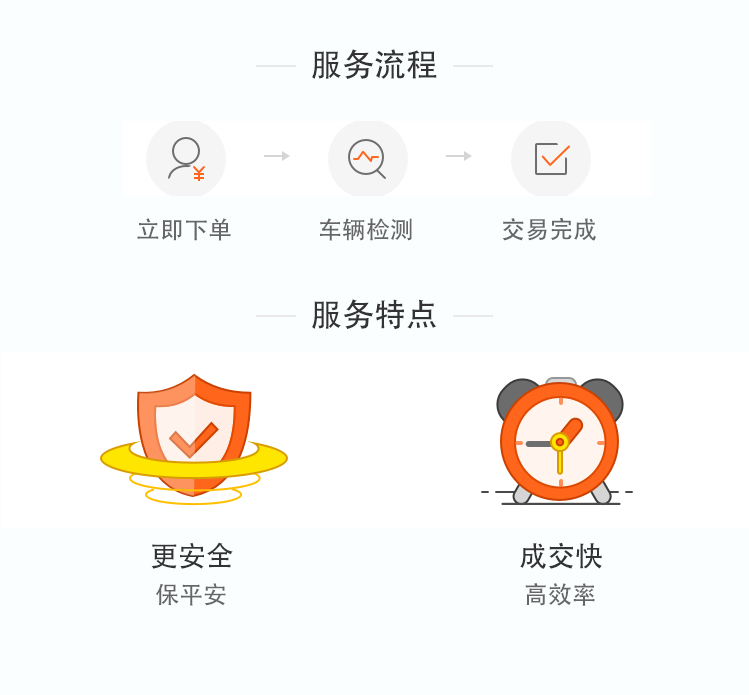 服务流程
立即下单 车辆检测 交易完成
服务特点
更安全 成交快
保平安 高效率